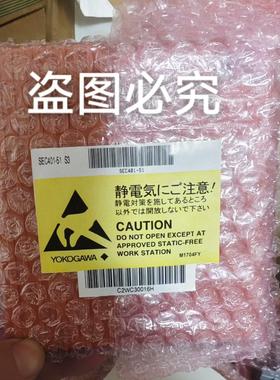 盗图必究
SEC401-51 S3
SEC401-51
静電気にご注意!
静電対策を施してあるところ
以外では開放しないで下さい
CAUTION
DO NOT OPEN EXCEPT AT
APPROVED STATIC-FREE
WORK STATION
YOKOGAWA
M1704FY
C2WC30016H